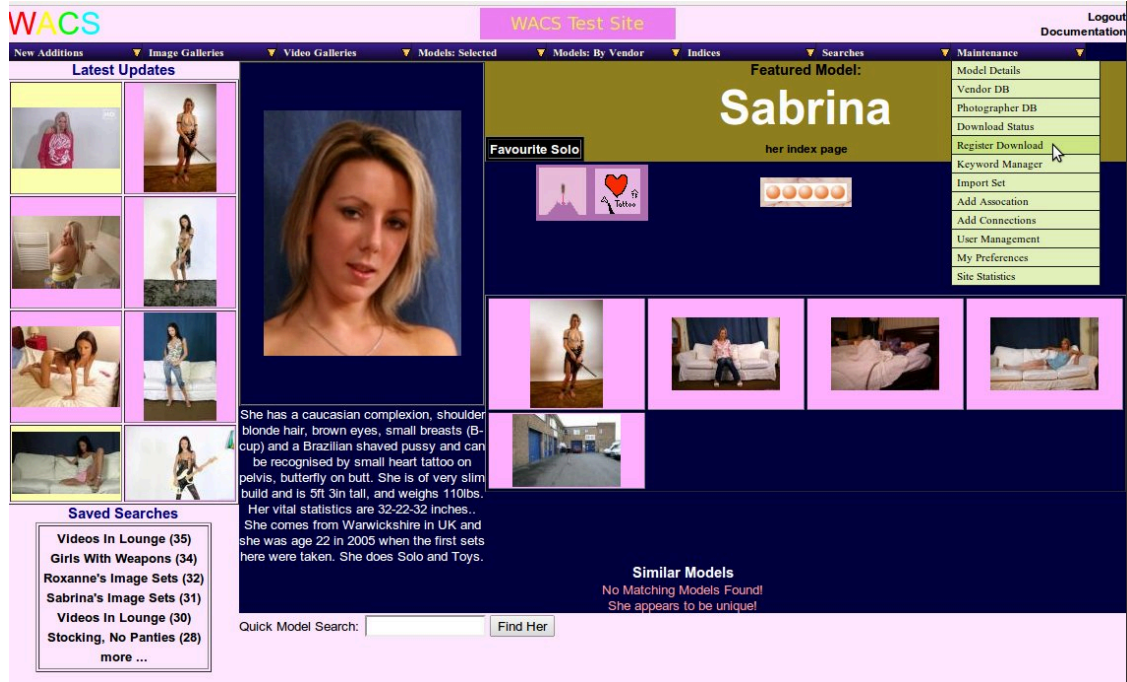 WACS
WACS Test Site
Logout
Documentation
New Additions
Image Galleries
Video Galleries
Models: Selected
Models: By Vendor
Indices
Searches
Maintenance
Latest Updates
Featured Model:
Sabrina
Favourite Solo
her index page
Tattoo
Model Details
Vendor DB
Photographer DB
Download Status
Register Download
Keyword Manager
Import Set
Add Assocation
Add Connections
User Management
My Preferences
Site Statistics
She has a caucasian complexion, shoulder
blonde hair, brown eyes, small breasts (B-
cup) and a Brazilian shaved pussy and can
be recognised by small heart tattoo on
pelvis, butterfly on butt. She is of very slim
build and is 5ft 3in tall, and weighs 110lbs.
Her vital statistics are 32-22-32 inches..
She comes from Warwickshire in UK and
she was age 22 in 2005 when the first sets
here were taken. She does Solo and Toys.
Saved Searches
Videos In Lounge (35)
Girls With Weapons (34)
Roxanne's Image Sets (32)
Sabrina's Image Sets (31)
Videos In Lounge (30)
Stocking, No Panties (28)
more ...
Similar Models
No Matching Models Found!
She appears to be unique!
Quick Model Search:
Find Her